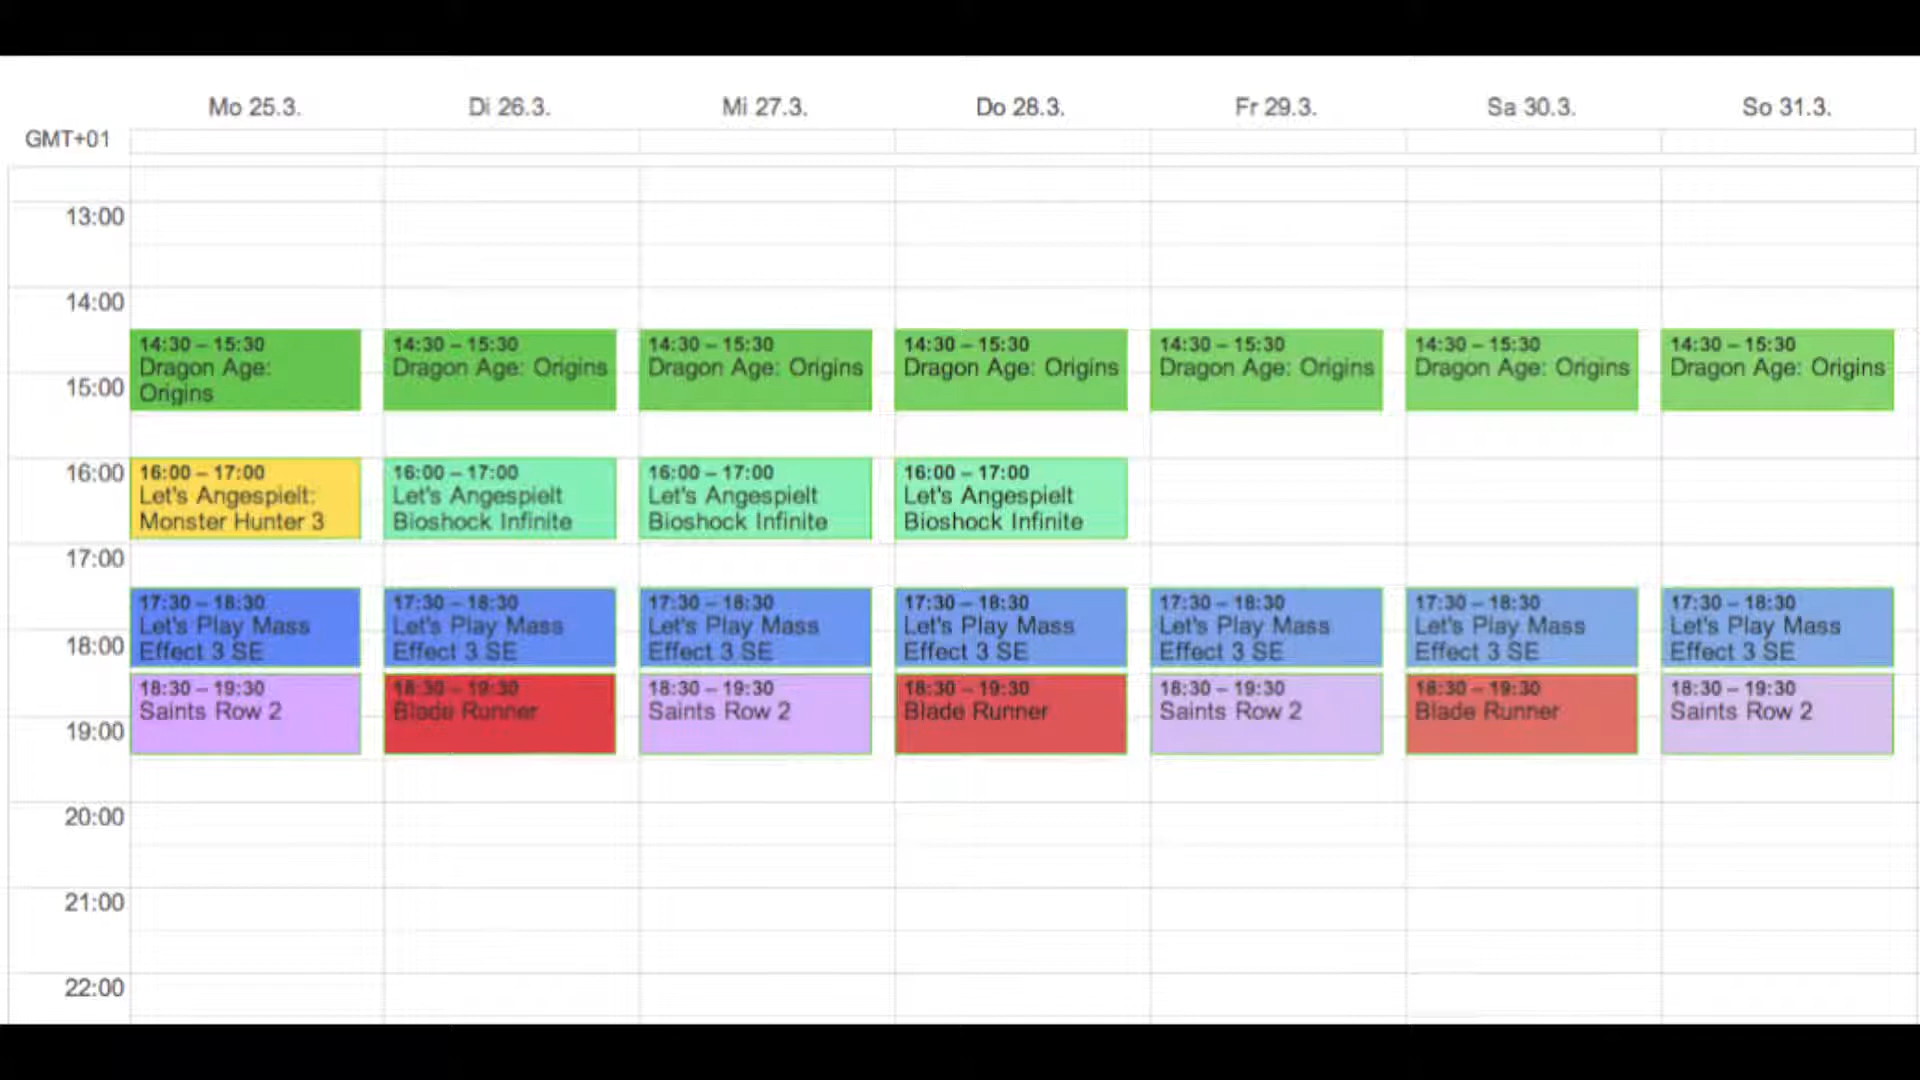 Mo 25.3. Di 26.3. Mi 27.3. Do 28.3. Fr 29.3. Sa 30.3. So 31.3.
GMT+01
13:00
14:00
14:30 – 15:30 14:30 – 15:30 14:30 – 15:30 14:30 – 15:30 14:30 – 15:30 14:30 – 15:30 14:30 – 15:30
Dragon Age: Dragon Age: Origins Dragon Age: Origins Dragon Age: Origins Dragon Age: Origins Dragon Age: Origins Dragon Age: Origins
15:00
Origins
16:00
16:00 – 17:00 16:00 – 17:00 16:00 – 17:00 16:00 – 17:00
Let's Angespielt: Let's Angespielt Let's Angespielt Let's Angespielt
Monster Hunter 3 Bioshock Infinite Bioshock Infinite Bioshock Infinite
17:00
17:30 – 18:30 17:30 – 18:30 17:30 – 18:30 17:30 – 18:30 17:30 – 18:30 17:30 – 18:30 17:30 – 18:30
Let's Play Mass Let's Play Mass Let's Play Mass Let's Play Mass Let's Play Mass Let's Play Mass Let's Play Mass
18:00
Effect 3 SE Effect 3 SE Effect 3 SE Effect 3 SE Effect 3 SE Effect 3 SE Effect 3 SE
18:30 – 19:30 18:30 – 19:30 18:30 – 19:30 18:30 – 19:30 18:30 – 19:30 18:30 – 19:30 18:30 – 19:30
Saints Row 2 Blade Runner Saints Row 2 Blade Runner Saints Row 2 Blade Runner Saints Row 2
19:00
20:00
21:00
22:00